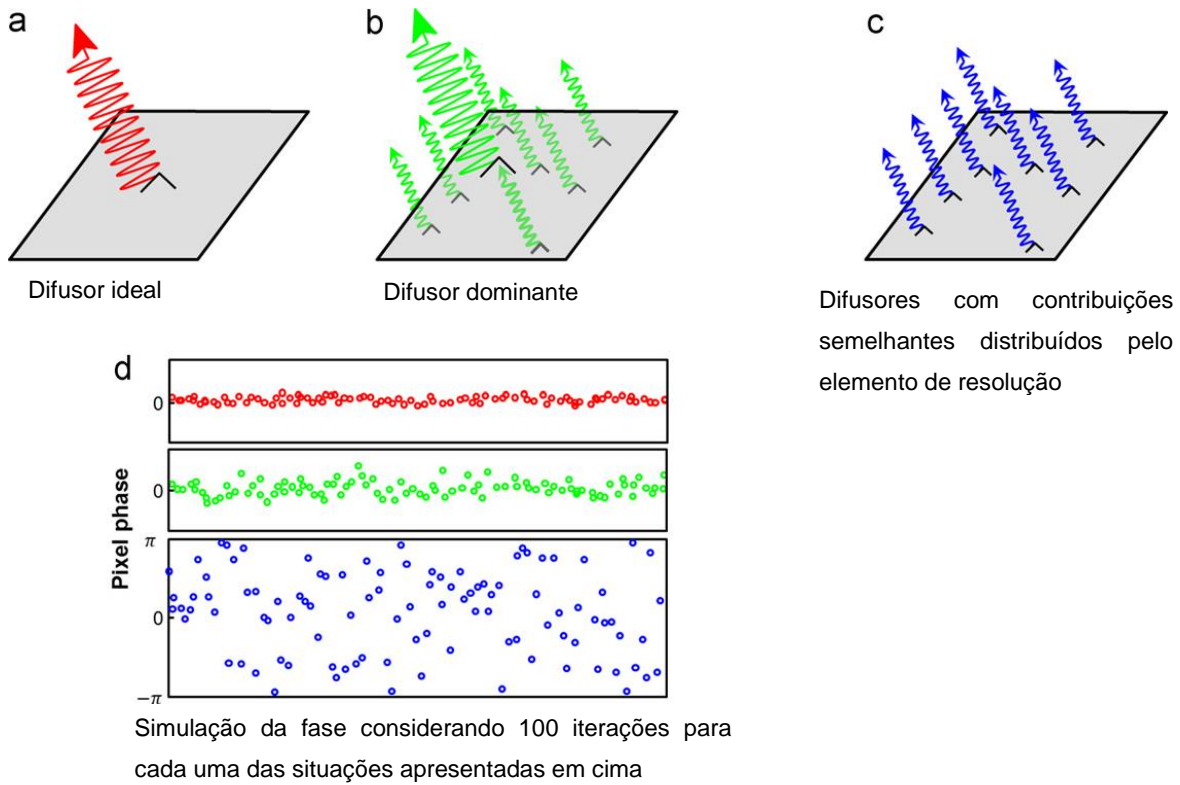 a
b
c
Difusor ideal
Difusor dominante
Difusores com contribuições
semelhantes distribuídos pelo
elemento de resolução
d
0
0
π
0
−π
Pixel phase
Simulação da fase considerando 100 iterações para
cada uma das situações apresentadas em cima